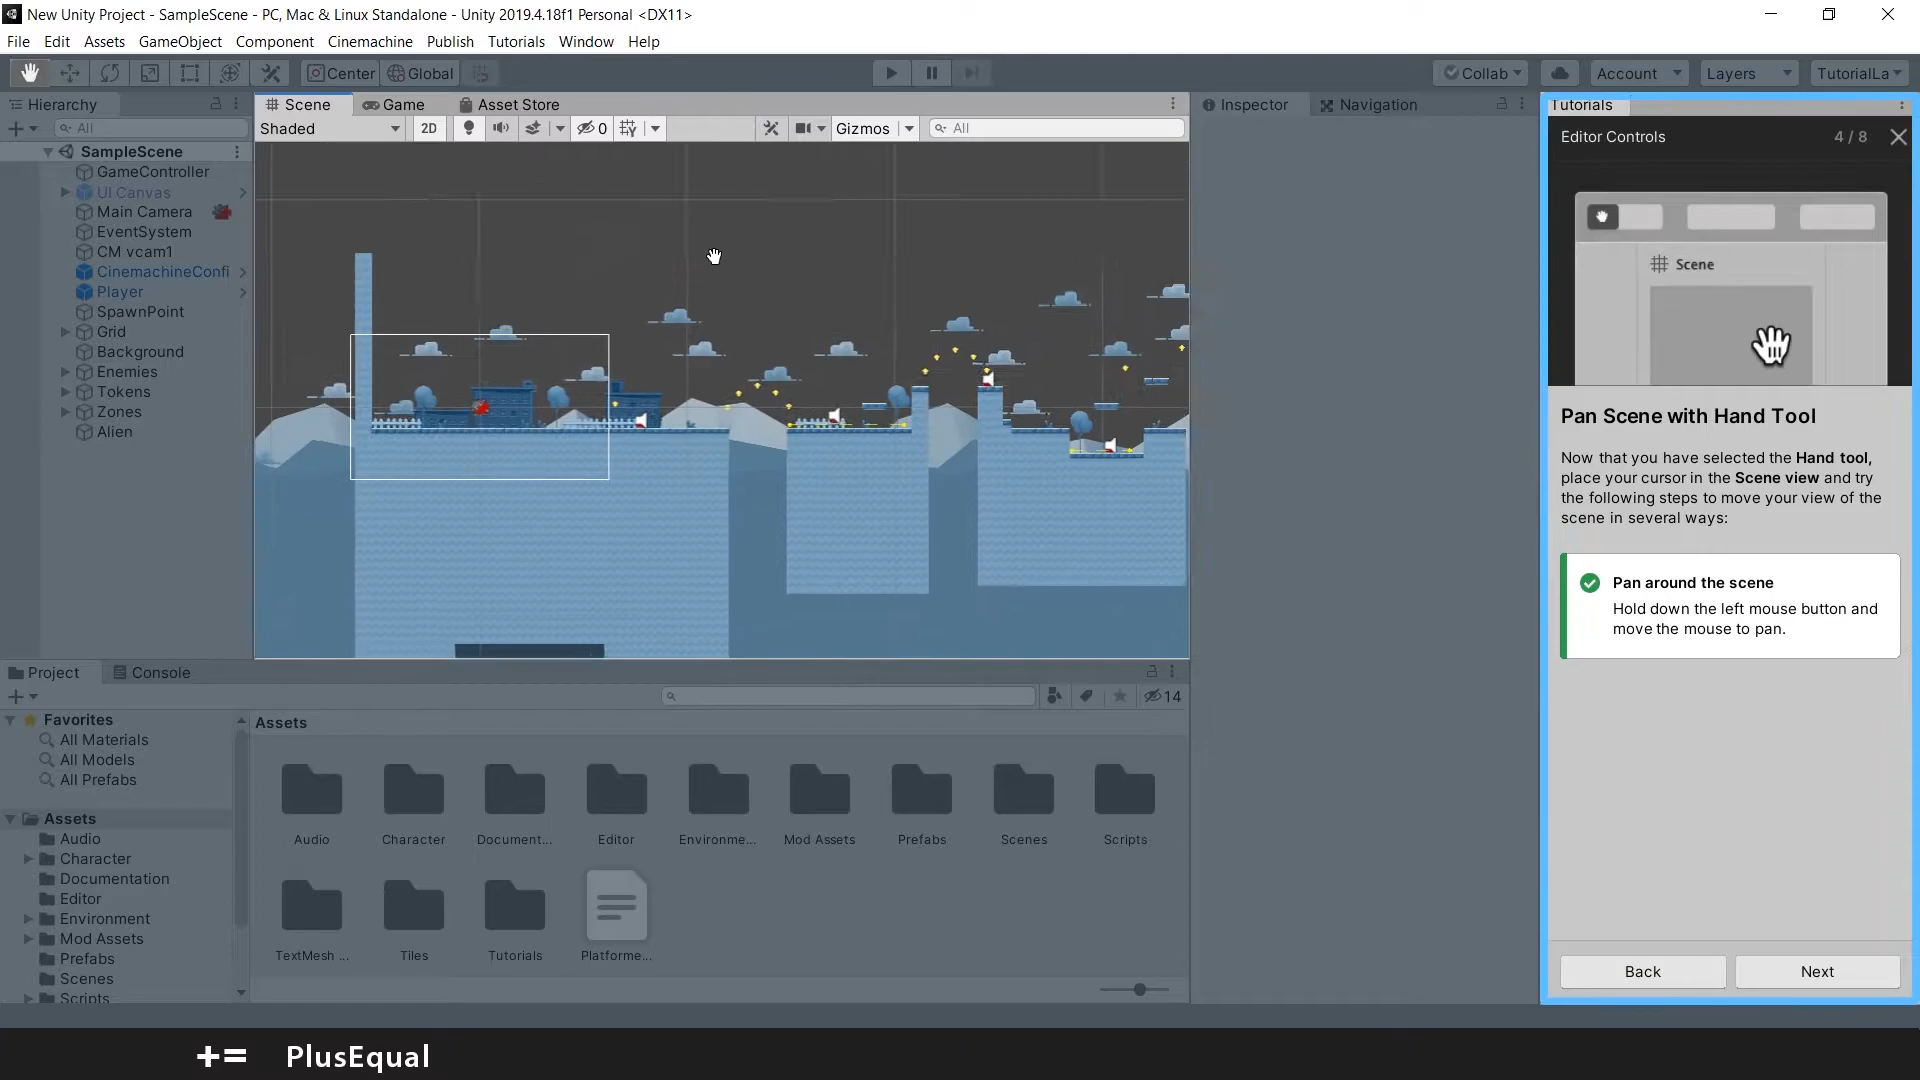 New Unity Project - SampleScene - PC, Mac & Linux Standalone - Unity 2019.4.18f1 Personal <DX11>
File Edit Assets GameObject Component Cinemachine Publish Tutorials Window Help
Center Global Collab Account Layers TutorialLa
Hierarchy
All
SampleScene
GameController
UI Canvas
Main Camera
EventSystem
CM vcam1
CinemachineConfi
Player
SpawnPoint
Grid
Background
Enemies
Tokens
Zones
Alien
Scene Game Asset Store
Shaded 2D 0 Gizmos All
Inspector Navigation
Tutorials
Editor Controls 4 / 8
Scene
Pan Scene with Hand Tool
Now that you have selected the Hand tool,
place your cursor in the Scene view and try
the following steps to move your view of the
scene in several ways:
Pan around the scene
Hold down the left mouse button and
move the mouse to pan.
Back Next
Project Console
14
Favorites
All Materials
All Models
All Prefabs
Assets
Audio
Character
Documentation
Editor
Environment
Mod Assets
Prefabs
Scenes
Scripts
Assets
Audio Character Document... Editor Environme... Mod Assets Prefabs Scenes Scripts
TextMesh ... Tiles Tutorials Platforme...
+= PlusEqual